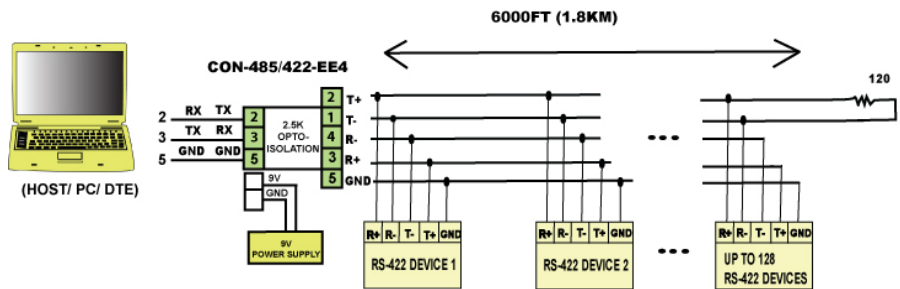 6000FT (1.8KM)
CON-485/422-EE4
120
2 RX TX 2
3 TX RX 3
5 GND GND 5
2.5K
OPTO-
ISOLATION
2 T+
1 T-
4 R-
3 R+
5 GND
(HOST/ PC/ DTE)
9V
GND
9V
POWER SUPPLY
R+ R- T- T+ GND
RS-422 DEVICE 1
R+ R- T- T+ GND
RS-422 DEVICE 2
R+ R- T- T+ GND
UP TO 128
RS-422 DEVICES